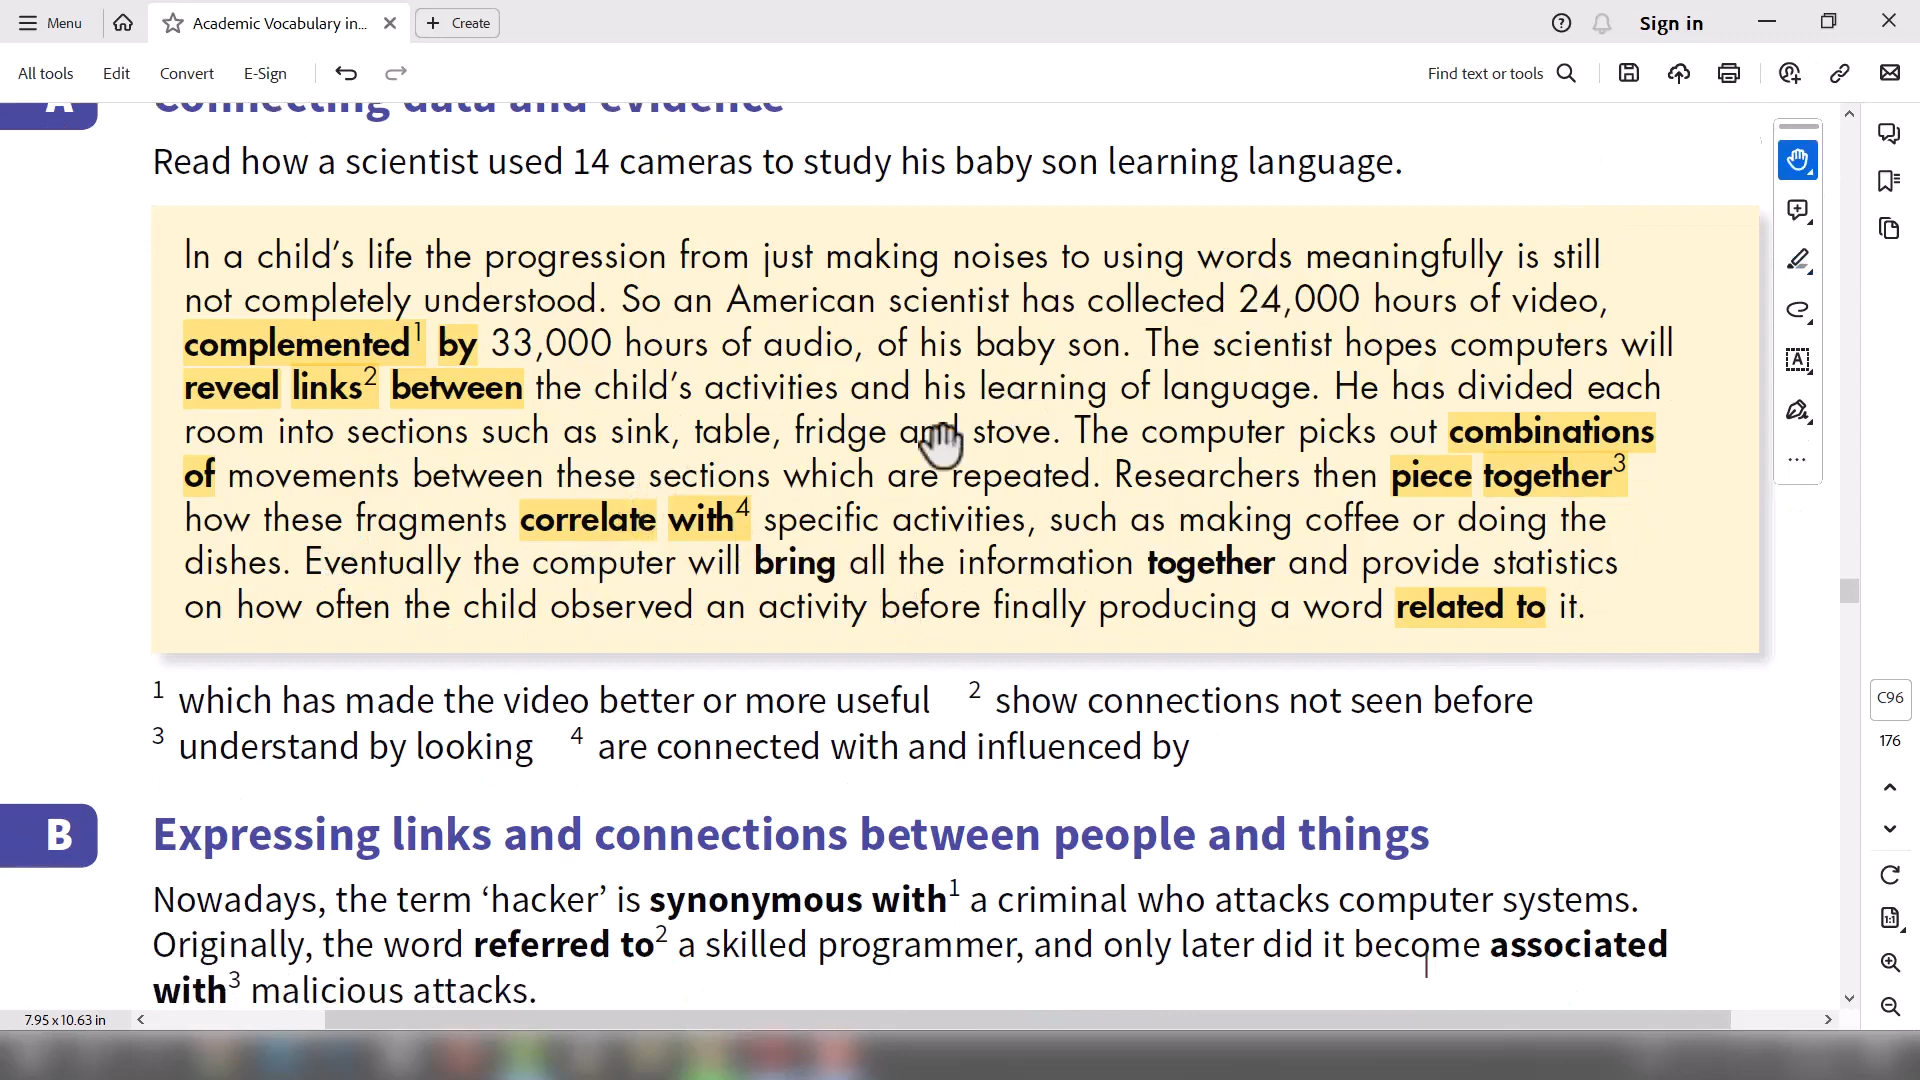 Menu
Academic Vocabulary in...
Create
Sign in
All tools
Edit
Convert
E-Sign
Find text or tools
A
Connecting data and evidence
Read how a scientist used 14 cameras to study his baby son learning language.
In a child's life the progression from just making noises to using words meaningfully is still
not completely understood. So an American scientist has collected 24,000 hours of video,
complemented¹ by 33,000 hours of audio, of his baby son. The scientist hopes computers will
reveal links² between the child's activities and his learning of language. He has divided each
room into sections such as sink, table, fridge and stove. The computer picks out combinations
of movements between these sections which are repeated. Researchers then piece together³
how these fragments correlate with⁴ specific activities, such as making coffee or doing the
dishes. Eventually the computer will bring all the information together and provide statistics
on how often the child observed an activity before finally producing a word related to it.
¹ which has made the video better or more useful ² show connections not seen before
³ understand by looking ⁴ are connected with and influenced by
B
Expressing links and connections between people and things
Nowadays, the term ‘hacker’ is synonymous with¹ a criminal who attacks computer systems.
Originally, the word referred to² a skilled programmer, and only later did it become associated
with³ malicious attacks.
C96
176
7.95 x 10.63 in